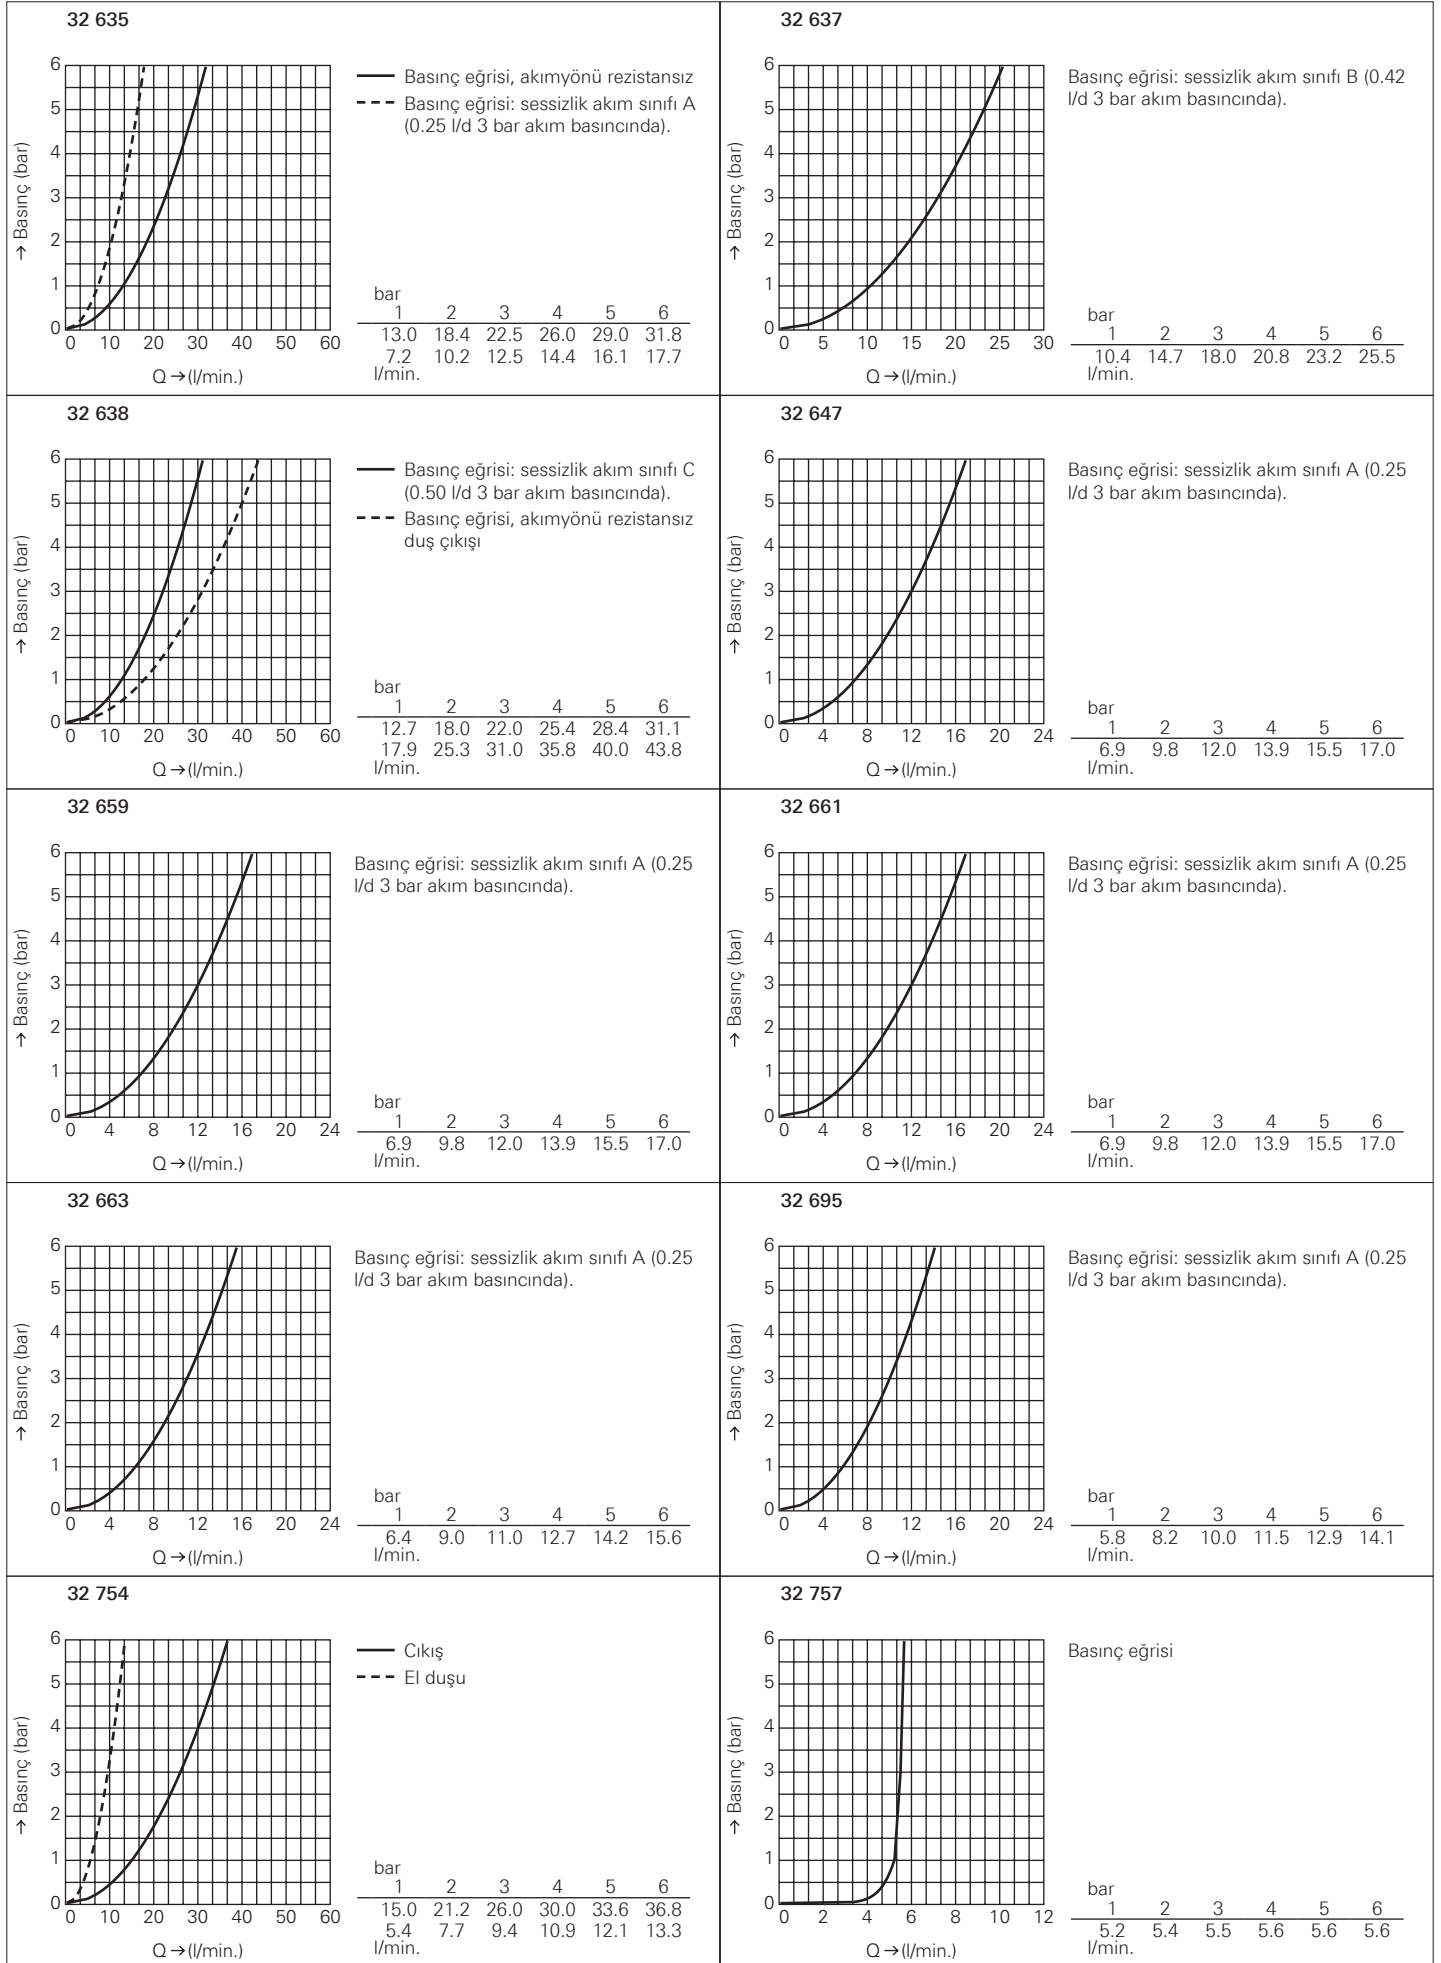 32 635
6
5
4
3
2
1
0
→ Basınç (bar)
0 10 20 30 40 50 60
Q → (l/min.)
Basınç eğrisi, akımyönü rezistansız
Basınç eğrisi: sessizlik akım sınıfı A
(0.25 l/d 3 bar akım basıncında).
bar
1 2 3 4 5 6
13.0 18.4 22.5 26.0 29.0 31.8
7.2 10.2 12.5 14.4 16.1 17.7
l/min.
32 637
6
5
4
3
2
1
0
→ Basınç (bar)
0 5 10 15 20 25 30
Q → (l/min.)
Basınç eğrisi: sessizlik akım sınıfı B (0.42
l/d 3 bar akım basıncında).
bar
1 2 3 4 5 6
10.4 14.7 18.0 20.8 23.2 25.5
l/min.
32 638
6
5
4
3
2
1
0
→ Basınç (bar)
0 10 20 30 40 50 60
Q → (l/min.)
Basınç eğrisi: sessizlik akım sınıfı C
(0.50 l/d 3 bar akım basıncında).
Basınç eğrisi, akımyönü rezistansız
duş çıkışı
bar
1 2 3 4 5 6
12.7 18.0 22.0 25.4 28.4 31.1
17.9 25.3 31.0 35.8 40.0 43.8
l/min.
32 647
6
5
4
3
2
1
0
→ Basınç (bar)
0 4 8 12 16 20 24
Q → (l/min.)
Basınç eğrisi: sessizlik akım sınıfı A (0.25
l/d 3 bar akım basıncında).
bar
1 2 3 4 5 6
6.9 9.8 12.0 13.9 15.5 17.0
l/min.
32 659
6
5
4
3
2
1
0
→ Basınç (bar)
0 4 8 12 16 20 24
Q → (l/min.)
Basınç eğrisi: sessizlik akım sınıfı A (0.25
l/d 3 bar akım basıncında).
bar
1 2 3 4 5 6
6.9 9.8 12.0 13.9 15.5 17.0
l/min.
32 661
6
5
4
3
2
1
0
→ Basınç (bar)
0 4 8 12 16 20 24
Q → (l/min.)
Basınç eğrisi: sessizlik akım sınıfı A (0.25
l/d 3 bar akım basıncında).
bar
1 2 3 4 5 6
6.9 9.8 12.0 13.9 15.5 17.0
l/min.
32 663
6
5
4
3
2
1
0
→ Basınç (bar)
0 4 8 12 16 20 24
Q → (l/min.)
Basınç eğrisi: sessizlik akım sınıfı A (0.25
l/d 3 bar akım basıncında).
bar
1 2 3 4 5 6
6.4 9.0 11.0 12.7 14.2 15.6
l/min.
32 695
6
5
4
3
2
1
0
→ Basınç (bar)
0 4 8 12 16 20 24
Q → (l/min.)
Basınç eğrisi: sessizlik akım sınıfı A (0.25
l/d 3 bar akım basıncında).
bar
1 2 3 4 5 6
5.8 8.2 10.0 11.5 12.9 14.1
l/min.
32 754
6
5
4
3
2
1
0
→ Basınç (bar)
0 10 20 30 40 50 60
Q → (l/min.)
Cıkış
El duşu
bar
1 2 3 4 5 6
15.0 21.2 26.0 30.0 33.6 36.8
5.4 7.7 9.4 10.9 12.1 13.3
l/min.
32 757
6
5
4
3
2
1
0
→ Basınç (bar)
0 2 4 6 8 10 12
Q → (l/min.)
Basınç eğrisi
bar
1 2 3 4 5 6
5.2 5.4 5.5 5.6 5.6 5.6
l/min.